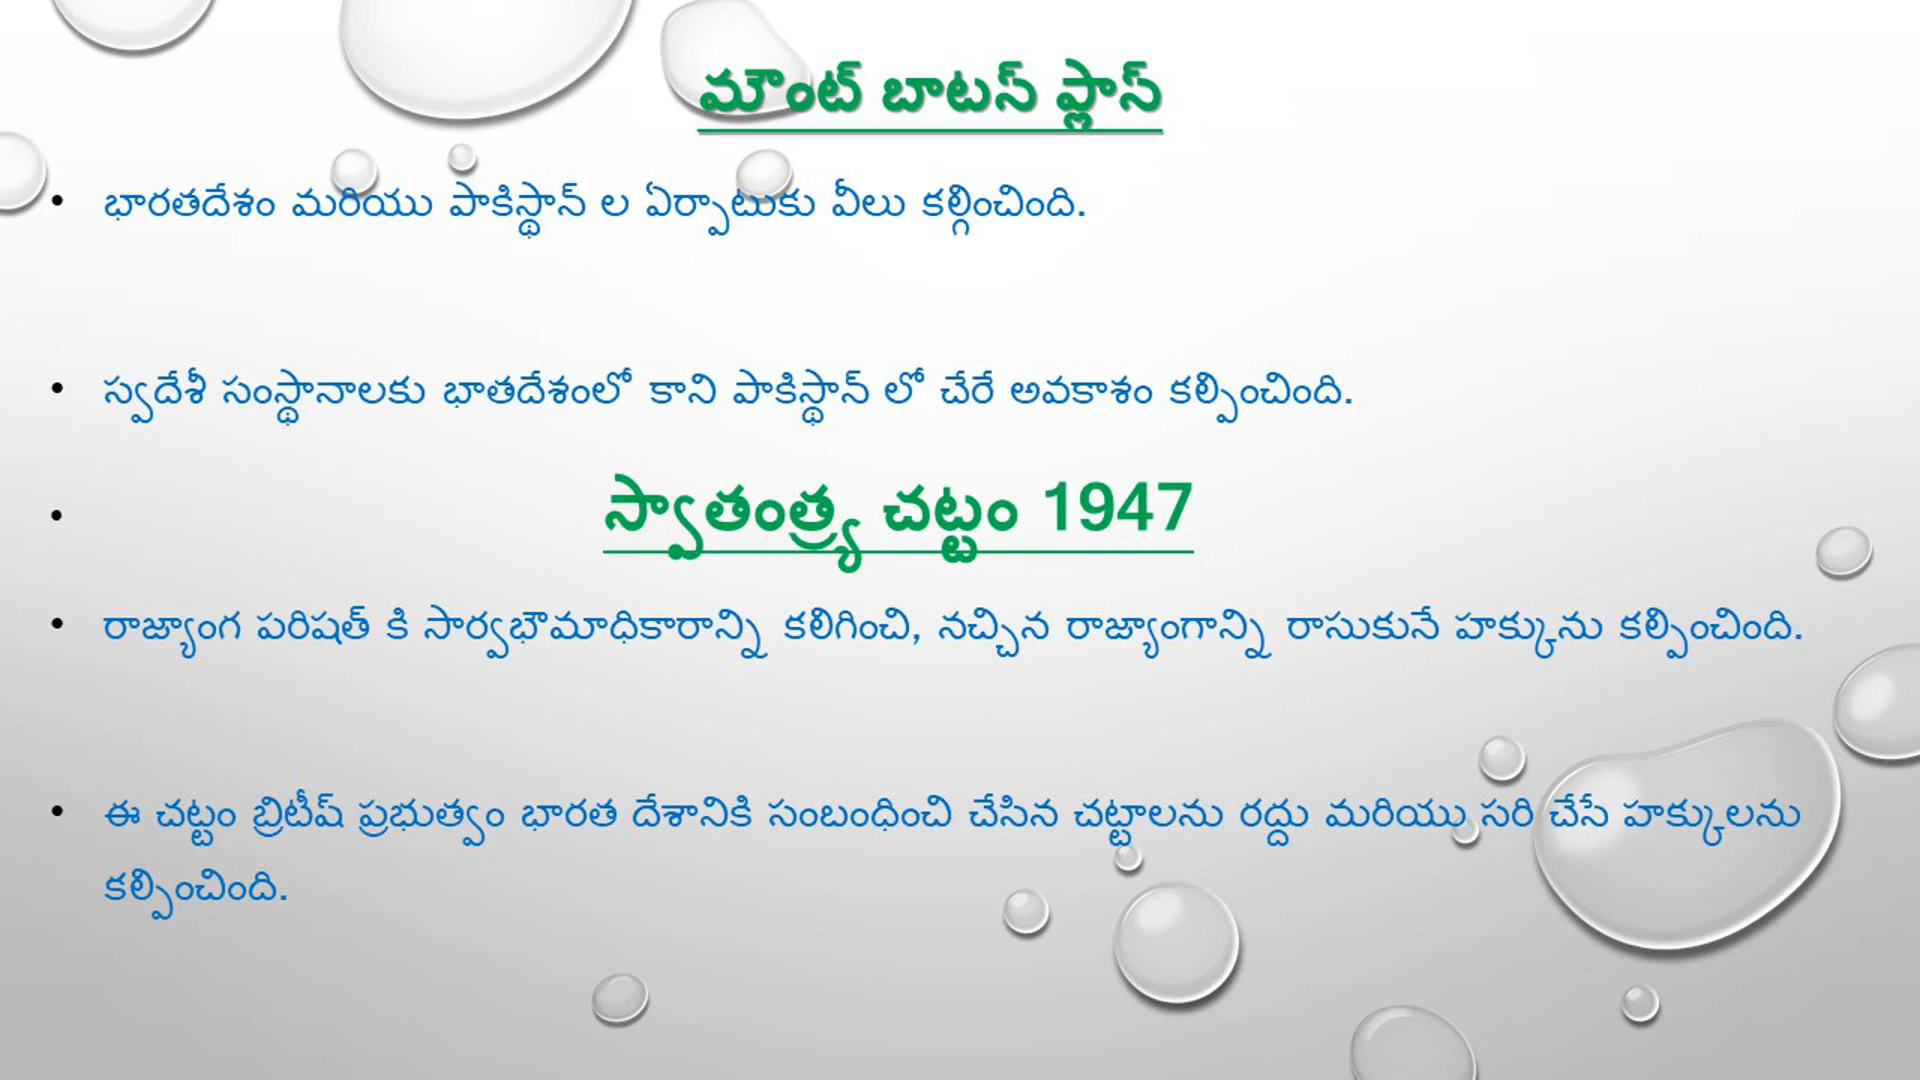 మౌంట్ బాటస్ ప్లాస్
• భారతదేశం మరియు పాకిస్థాన్ ల ఏర్పాటుకు వీలు కల్గించింది.
• స్వదేశీ సంస్థానాలకు భాతదేశంలో కాని పాకిస్థాన్ లో చేరే అవకాశం కల్పించింది.
• స్వాతంత్ర్య చట్టం 1947
• రాజ్యాంగ పరిషత్ కి సార్వభౌమాధికారాన్ని కలిగించి, నచ్చిన రాజ్యాంగాన్ని రాసుకునే హక్కును కల్పించింది.
• ఈ చట్టం బ్రిటీష్ ప్రభుత్వం భారత దేశానికి సంబంధించి చేసిన చట్టాలను రద్దు మరియు సరి చేసే హక్కులను
కల్పించింది.